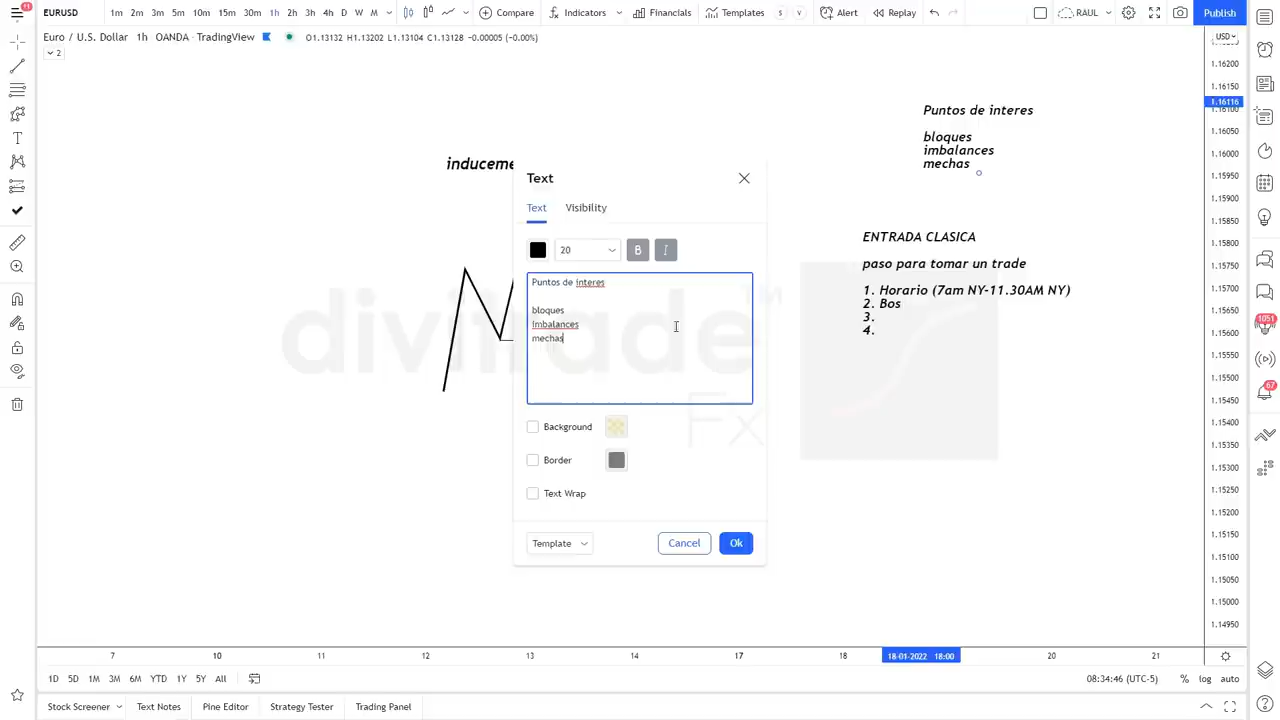 11
EURUSD
1m 2m 3m 5m 10m 15m 30m 1h 2h 3h 4h D W M
Compare
Indicators
Financials
Templates
S
V
Alert
Replay
RAUL
Publish
Euro / U.S. Dollar 1h OANDA TradingView
O1.13132 H1.13202 L1.13104 C1.13128 −0.00005 (−0.00%)
2
USD
1.16200
1.16150
1.16116
1.16100
1.16050
1.16000
1.15950
1.15900
1.15850
1.15800
1.15750
1.15700
1.15650
1.15600
1.15550
1.15500
1.15450
1.15400
1.15350
1.15300
1.15250
1.15200
1.15150
1.15100
1.15050
1.15000
1.14950
induceme
Puntos de interes
bloques
imbalances
mechas
ENTRADA CLASICA
paso para tomar un trade
1. Horario (7am NY-11.30AM NY)
2. Bos
3.
4.
Text
Text Visibility
20
B
I
Puntos de interes
bloques
imbalances
mechas
Background
Border
Text Wrap
Template
Cancel
Ok
divitrade™
Fx
1051
67
7 10 11 12 13 14 17 18 18-01-2022 18:00 20 21
1D 5D 1M 3M 6M YTD 1Y 5Y All
08:34:46 (UTC-5)
% log auto
Stock Screener Text Notes Pine Editor Strategy Tester Trading Panel